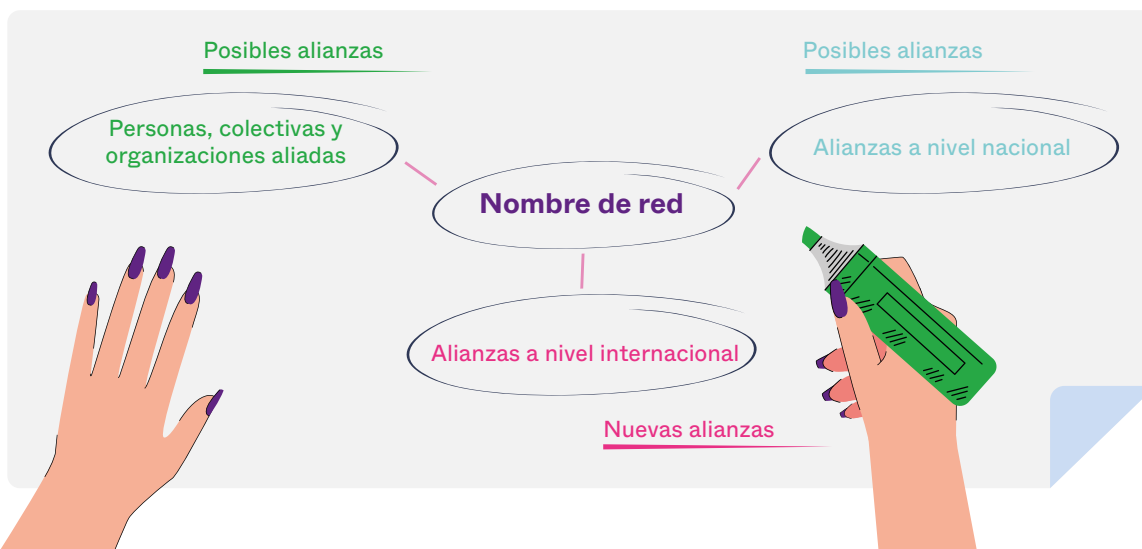 Posibles alianzas
Posibles alianzas
Personas, colectivas y
organizaciones aliadas
Alianzas a nivel nacional
Nombre de red
Alianzas a nivel internacional
Nuevas alianzas